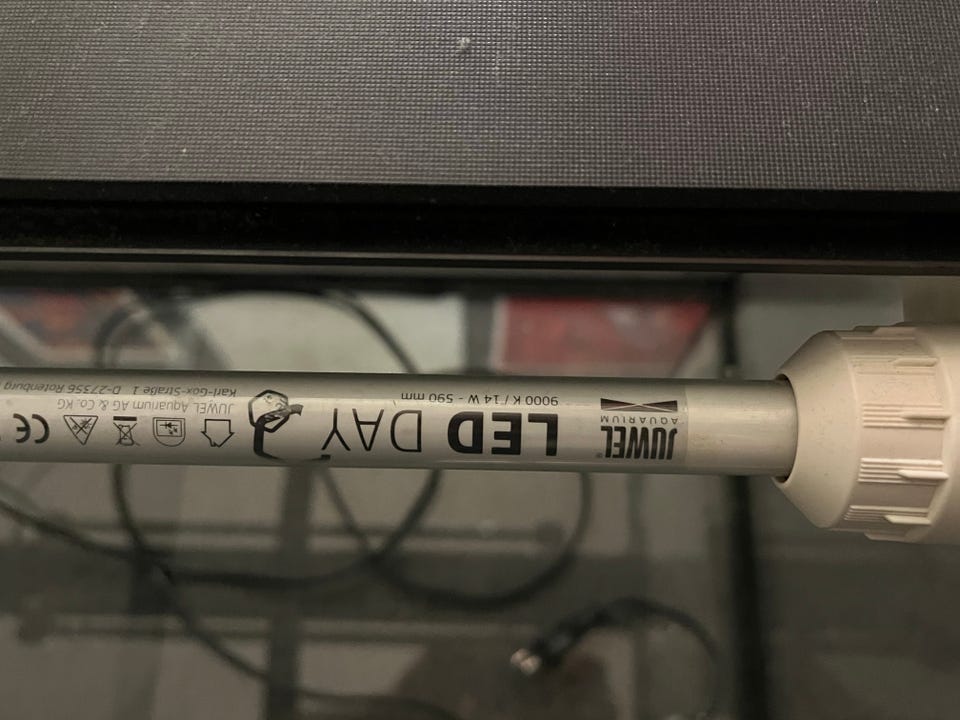 JUWEL®
AQUARIUM
LED DAY
9000 K / 14 W - 590 mm
CE
JUWEL Aquarium AG & Co. KG
Karl-Gox-Straße 1 D-27356 Rotenburg